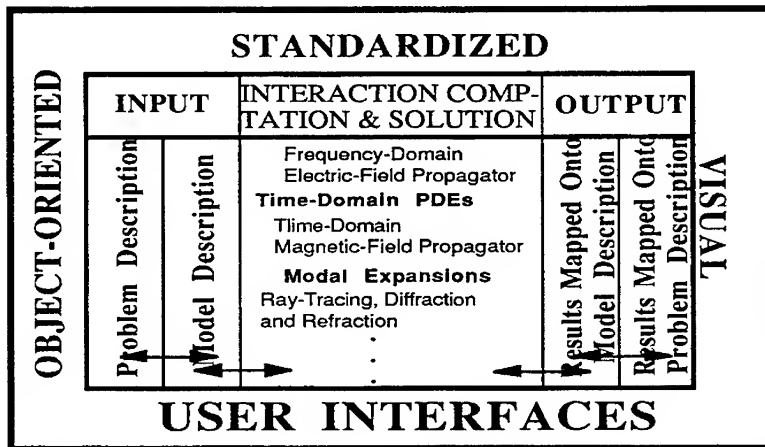 STANDARDIZED
OBJECT-ORIENTED
INPUT
INTERACTION COMP-
TATION & SOLUTION
OUTPUT
VISUAL
Problem Description
Model Description
Frequency-Domain
Electric-Field Propagator
Time-Domain PDEs
Tlime-Domain
Magnetic-Field Propagator
Modal Expansions
Ray-Tracing, Diffraction
and Refraction
.
.
.
Results Mapped Onto
Model Description
Results Mapped Onto
Problem Description
USER INTERFACES